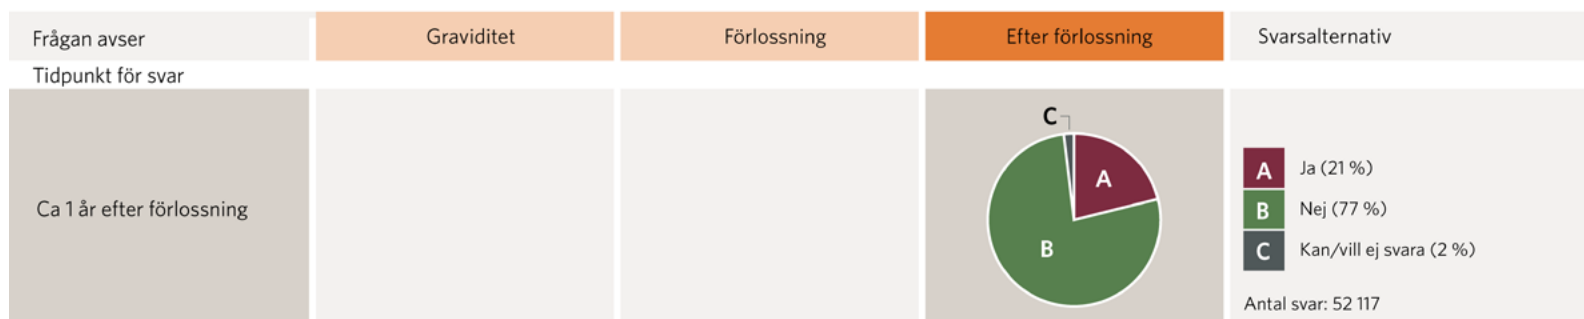 Frågan avser
Graviditet
Förlossning
Efter förlossning
Svarsalternativ
Tidpunkt för svar
Ca 1 år efter förlossning
C
A
B
A Ja (21 %)
B Nej (77 %)
C Kan/vill ej svara (2 %)
Antal svar: 52 117